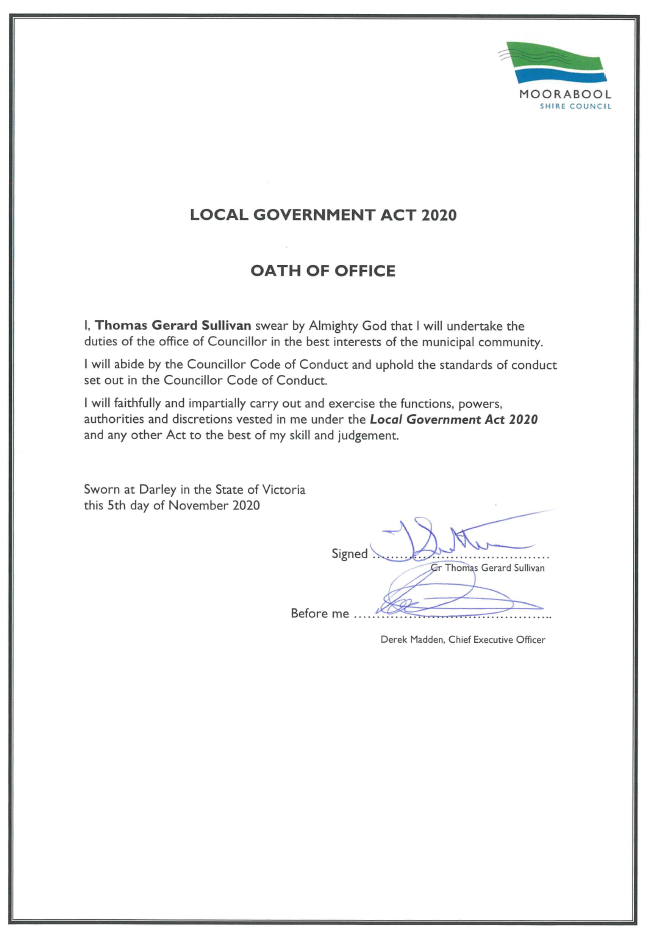 MOORABOOL
SHIRE COUNCIL
LOCAL GOVERNMENT ACT 2020
OATH OF OFFICE
I, Thomas Gerard Sullivan swear by Almighty God that I will undertake the
duties of the office of Councillor in the best interests of the municipal community.
I will abide by the Councillor Code of Conduct and uphold the standards of conduct
set out in the Councillor Code of Conduct.
I will faithfully and impartially carry out and exercise the functions, powers,
authorities and discretions vested in me under the Local Government Act 2020
and any other Act to the best of my skill and judgement.
Sworn at Darley in the State of Victoria
this 5th day of November 2020
Signed ..................................
Cr Thomas Gerard Sullivan
Before me ......................................
Derek Madden, Chief Executive Officer